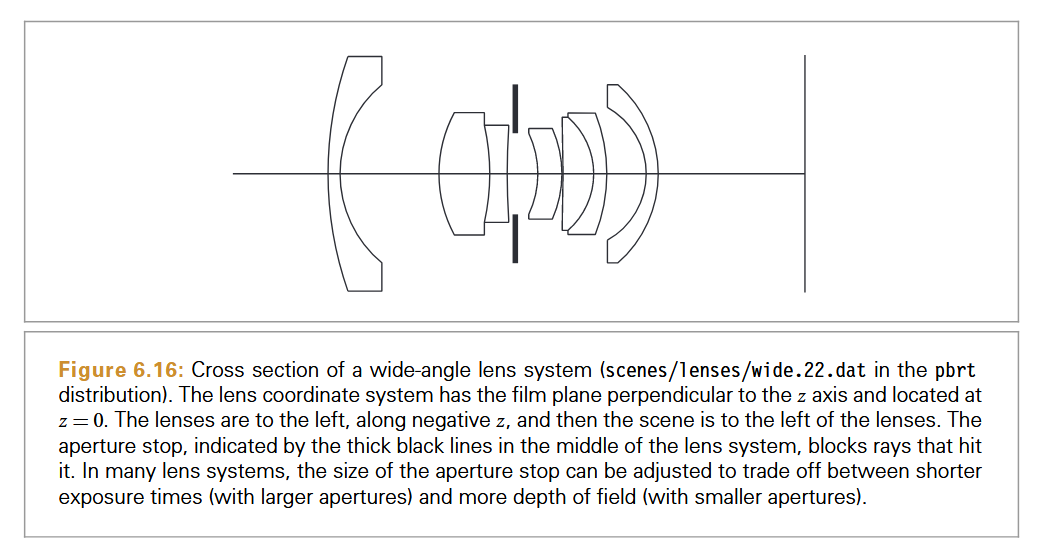 Figure 6.16: Cross section of a wide-angle lens system (scenes/lenses/wide.22.dat in the pbrt
distribution). The lens coordinate system has the film plane perpendicular to the z axis and located at
z = 0. The lenses are to the left, along negative z, and then the scene is to the left of the lenses. The
aperture stop, indicated by the thick black lines in the middle of the lens system, blocks rays that hit
it. In many lens systems, the size of the aperture stop can be adjusted to trade off between shorter
exposure times (with larger apertures) and more depth of field (with smaller apertures).